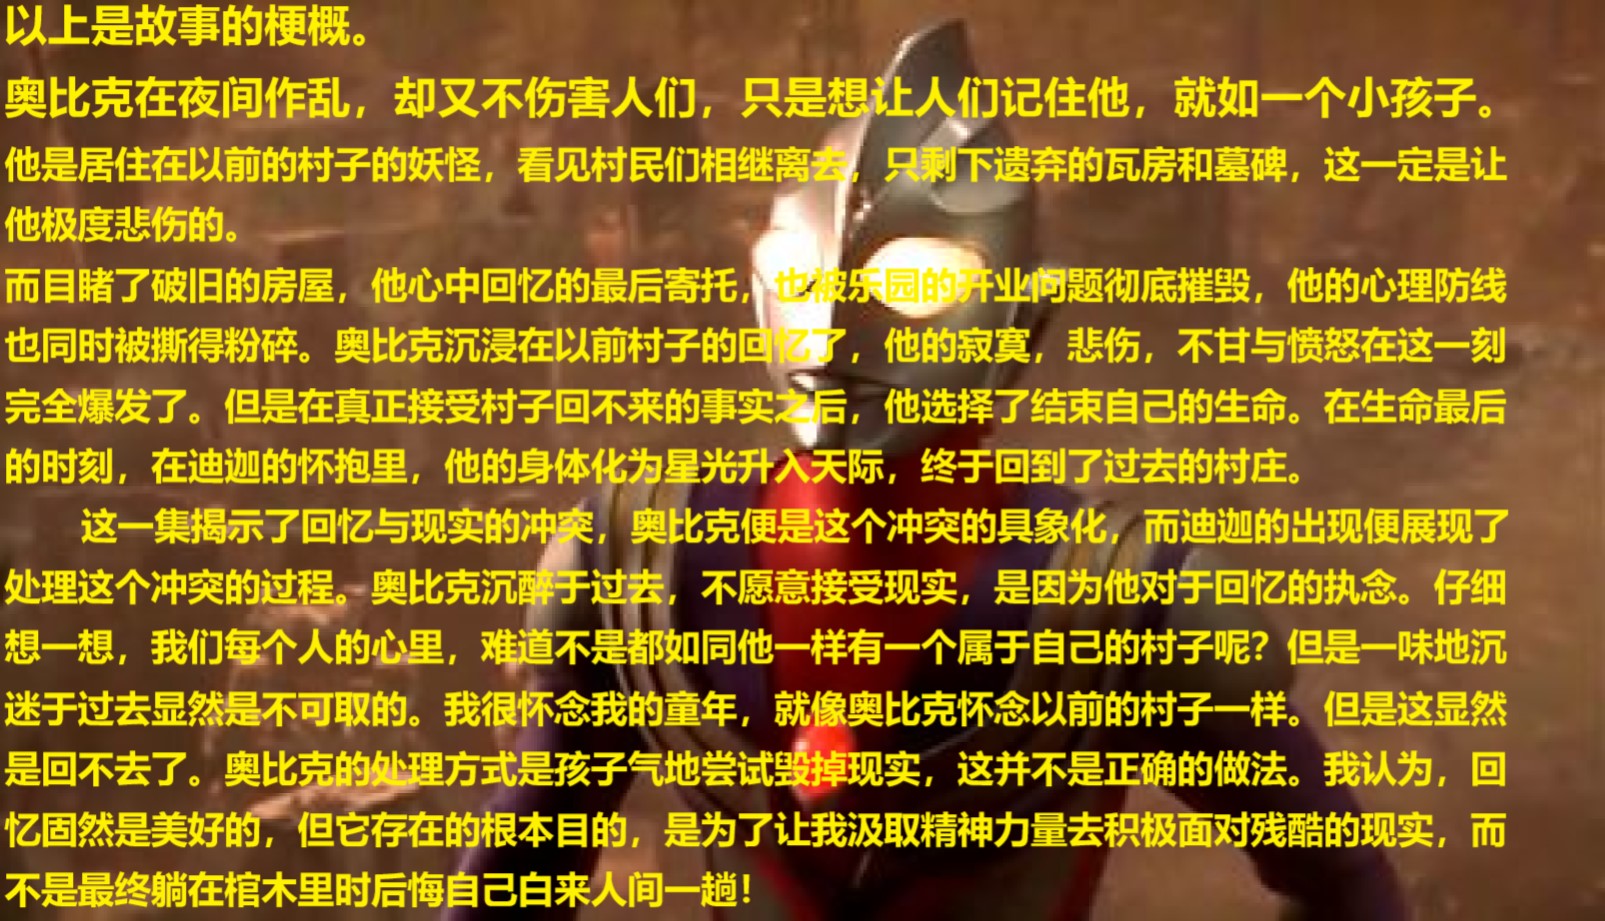 以上是故事的梗概。
奥比克在夜间作乱，却又不伤害人们，只是想让人们记住他，就如一个小孩子。
他是居住在以前的村子的妖怪，看见村民们相继离去，只剩下遗弃的瓦房和墓碑，这一定是让
他极度悲伤的。
而目睹了破旧的房屋，他心中回忆的最后寄托，也被乐园的开业问题彻底摧毁，他的心理防线
也同时被撕得粉碎。奥比克沉浸在以前村子的回忆了，他的寂寞，悲伤，不甘与愤怒在这一刻
完全爆发了。但是在真正接受村子回不来的事实之后，他选择了结束自己的生命。在生命最后
的时刻，在迪迦的怀抱里，他的身体化为星光升入天际，终于回到了过去的村庄。
这一集揭示了回忆与现实的冲突，奥比克便是这个冲突的具象化，而迪迦的出现便展现了
处理这个冲突的过程。奥比克沉醉于过去，不愿意接受现实，是因为他对于回忆的执念。仔细
想一想，我们每个人的心里，难道不是都如同他一样有一个属于自己的村子呢？但是一味地沉
迷于过去显然是不可取的。我很怀念我的童年，就像奥比克怀念以前的村子一样。但是这显然
是回不去了。奥比克的处理方式是孩子气地尝试毁掉现实，这并不是正确的做法。我认为，回
忆固然是美好的，但它存在的根本目的，是为了让我汲取精神力量去积极面对残酷的现实，而
不是最终躺在棺木里时后悔自己白来人间一趟！